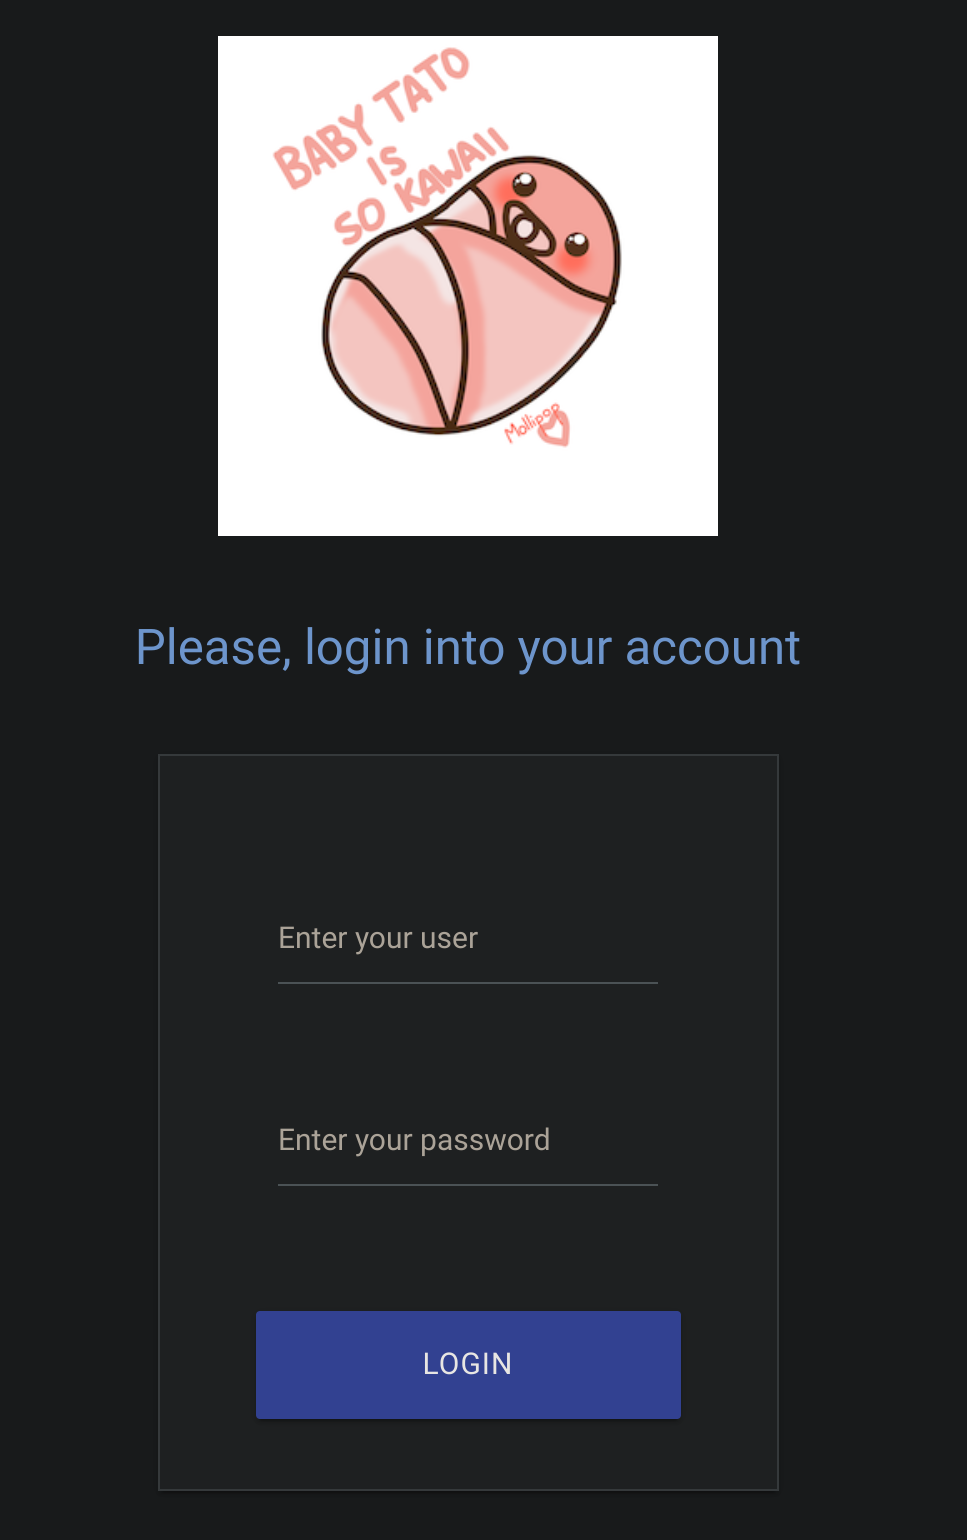 BABY TATO
IS
SO KAWAII
Mollipop
Please, login into your account
Enter your user
Enter your password
LOGIN